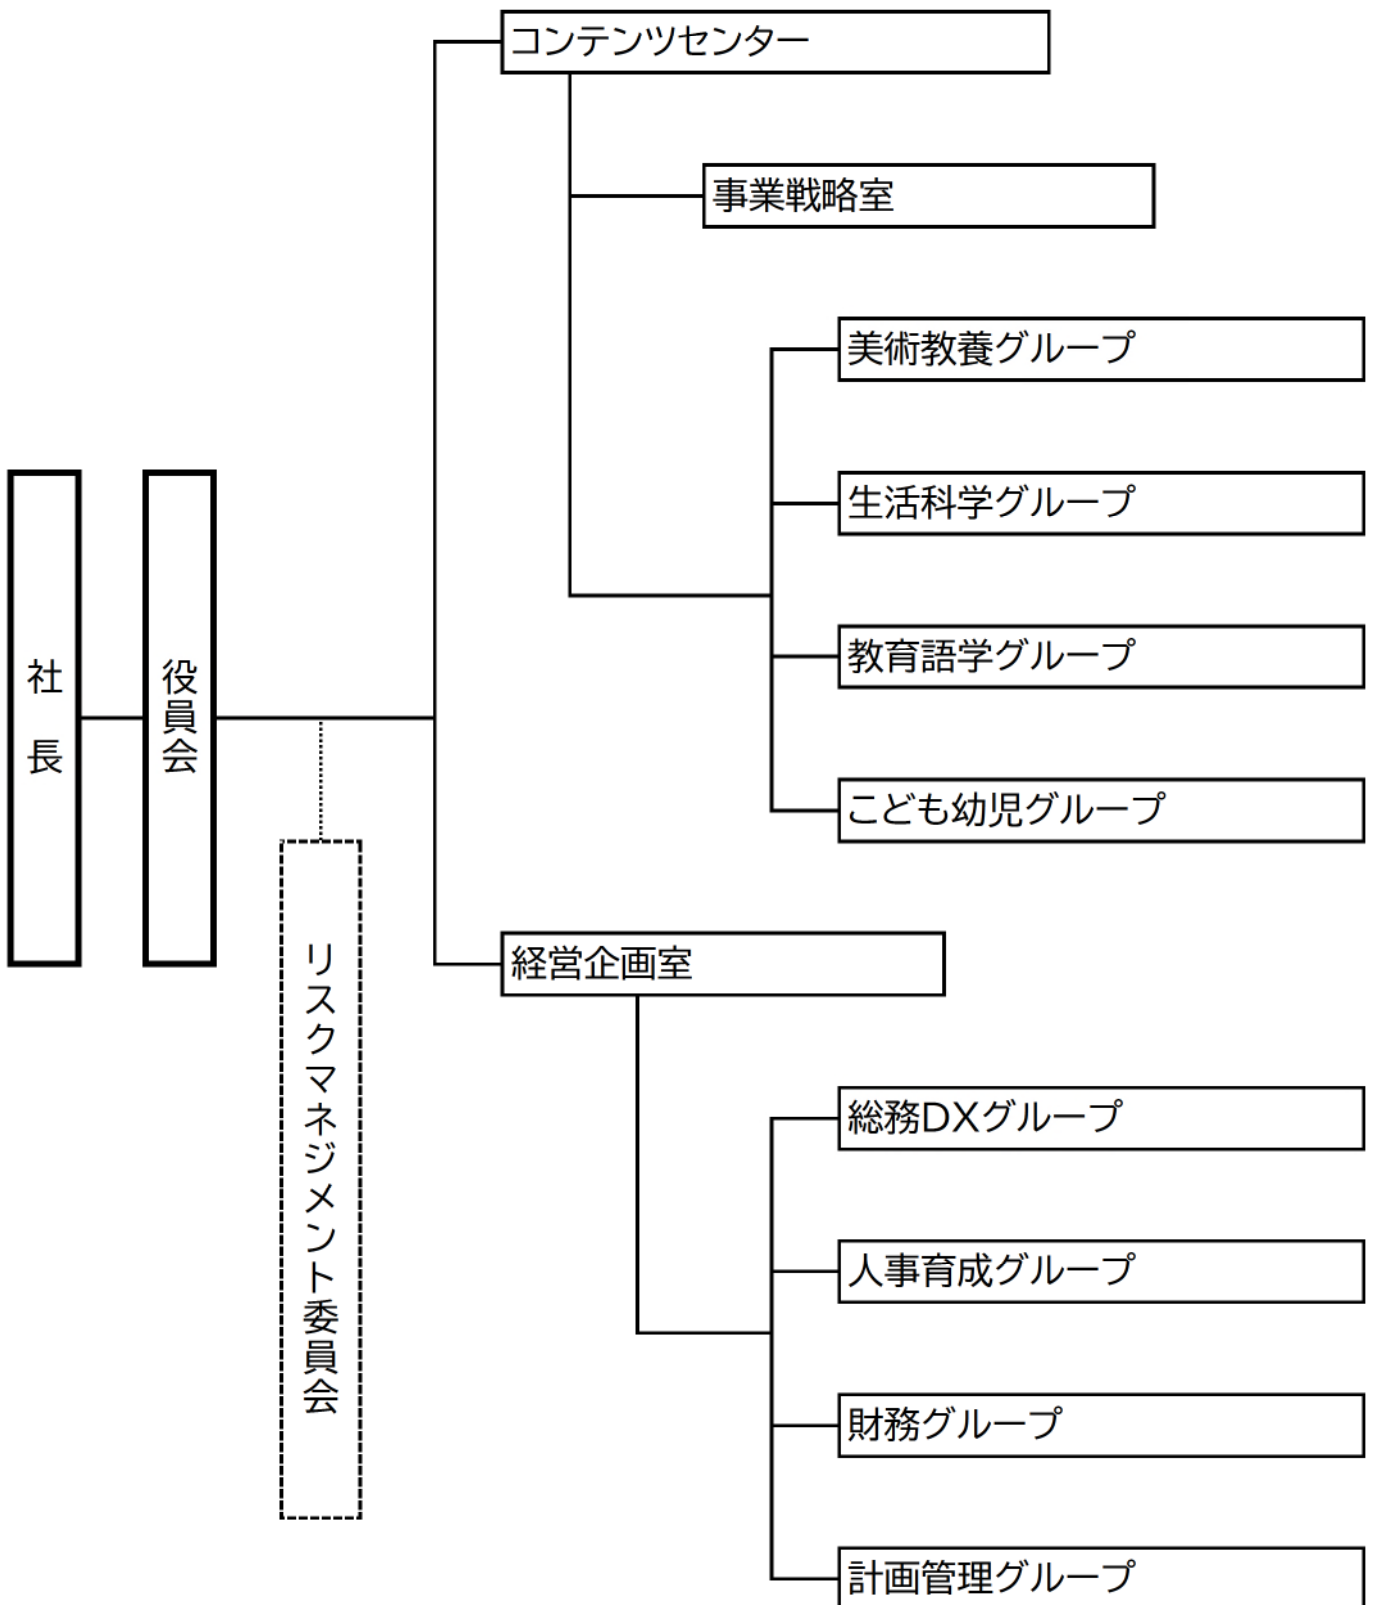 社長
役員会
リスクマネジメント委員会
コンテンツセンター
事業戦略室
美術教養グループ
生活科学グループ
教育語学グループ
こども幼児グループ
経営企画室
総務DXグループ
人事育成グループ
財務グループ
計画管理グループ